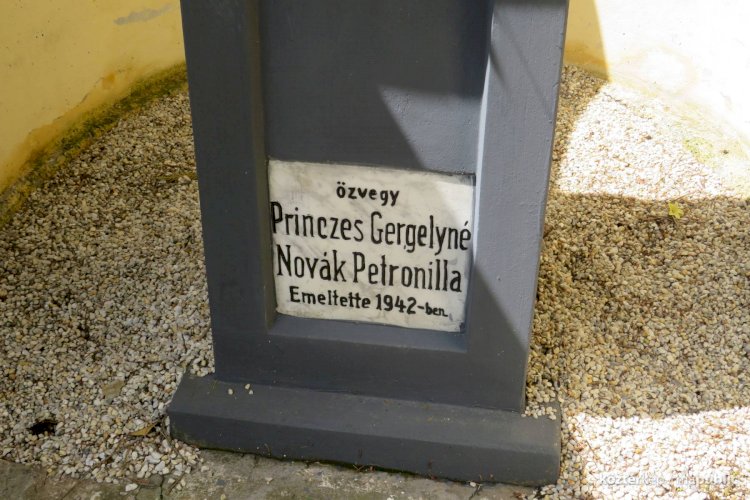 özvegy
Princzes Gergelyné
Novák Petronilla
Emeltette 1942-ben.